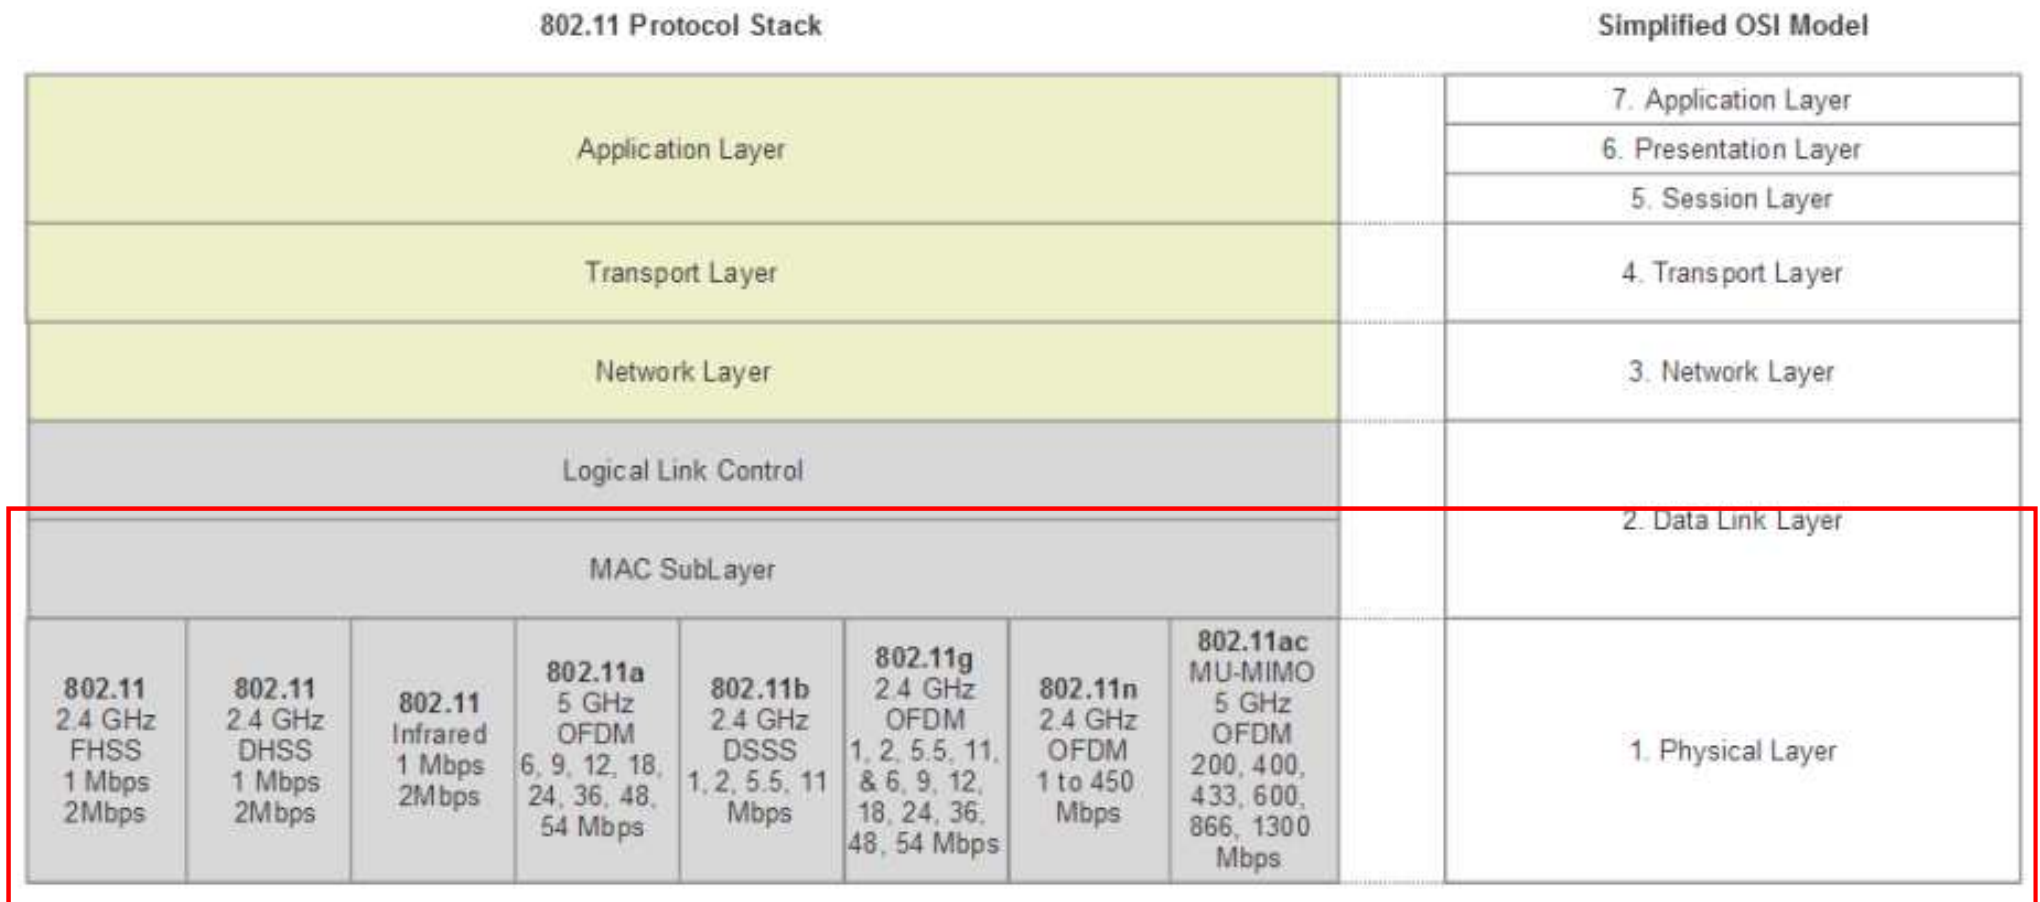 802.11 Protocol Stack
Simplified OSI Model
Application Layer
7. Application Layer
6. Presentation Layer
5. Session Layer
Transport Layer
4. Transport Layer
Network Layer
3. Network Layer
Logical Link Control
MAC SubLayer
2. Data Link Layer
802.11
2.4 GHz
FHSS
1 Mbps
2Mbps
802.11
2.4 GHz
DHSS
1 Mbps
2Mbps
802.11
Infrared
1 Mbps
2Mbps
802.11a
5 GHz
OFDM
6, 9, 12, 18,
24, 36, 48,
54 Mbps
802.11b
2.4 GHz
DSSS
1, 2, 5.5, 11
Mbps
802.11g
2.4 GHz
OFDM
1, 2, 5.5, 11,
& 6, 9, 12,
18, 24, 36,
48, 54 Mbps
802.11n
2.4 GHz
OFDM
1 to 450
Mbps
802.11ac
MU-MIMO
5 GHz
OFDM
200, 400,
433, 600,
866, 1300
Mbps
1. Physical Layer